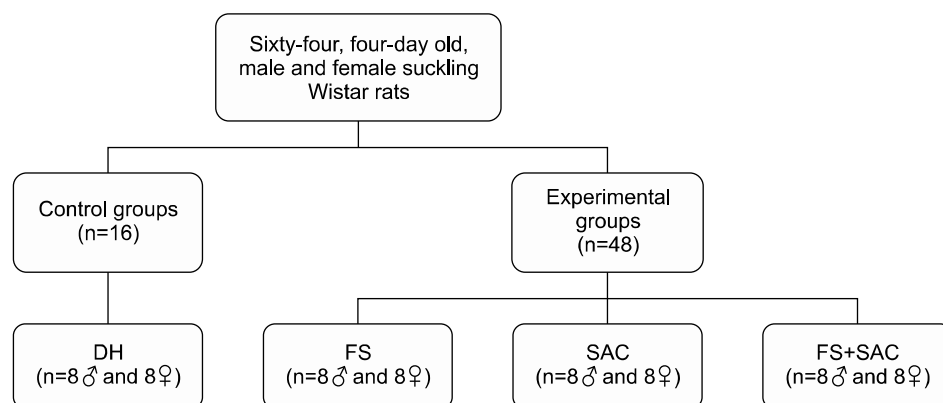 Sixty-four, four-day old,
male and female suckling
Wistar rats
Control groups
(n=16)
Experimental
groups
(n=48)
DH
(n=8♂ and 8♀)
FS
(n=8♂ and 8♀)
SAC
(n=8♂ and 8♀)
FS+SAC
(n=8♂ and 8♀)